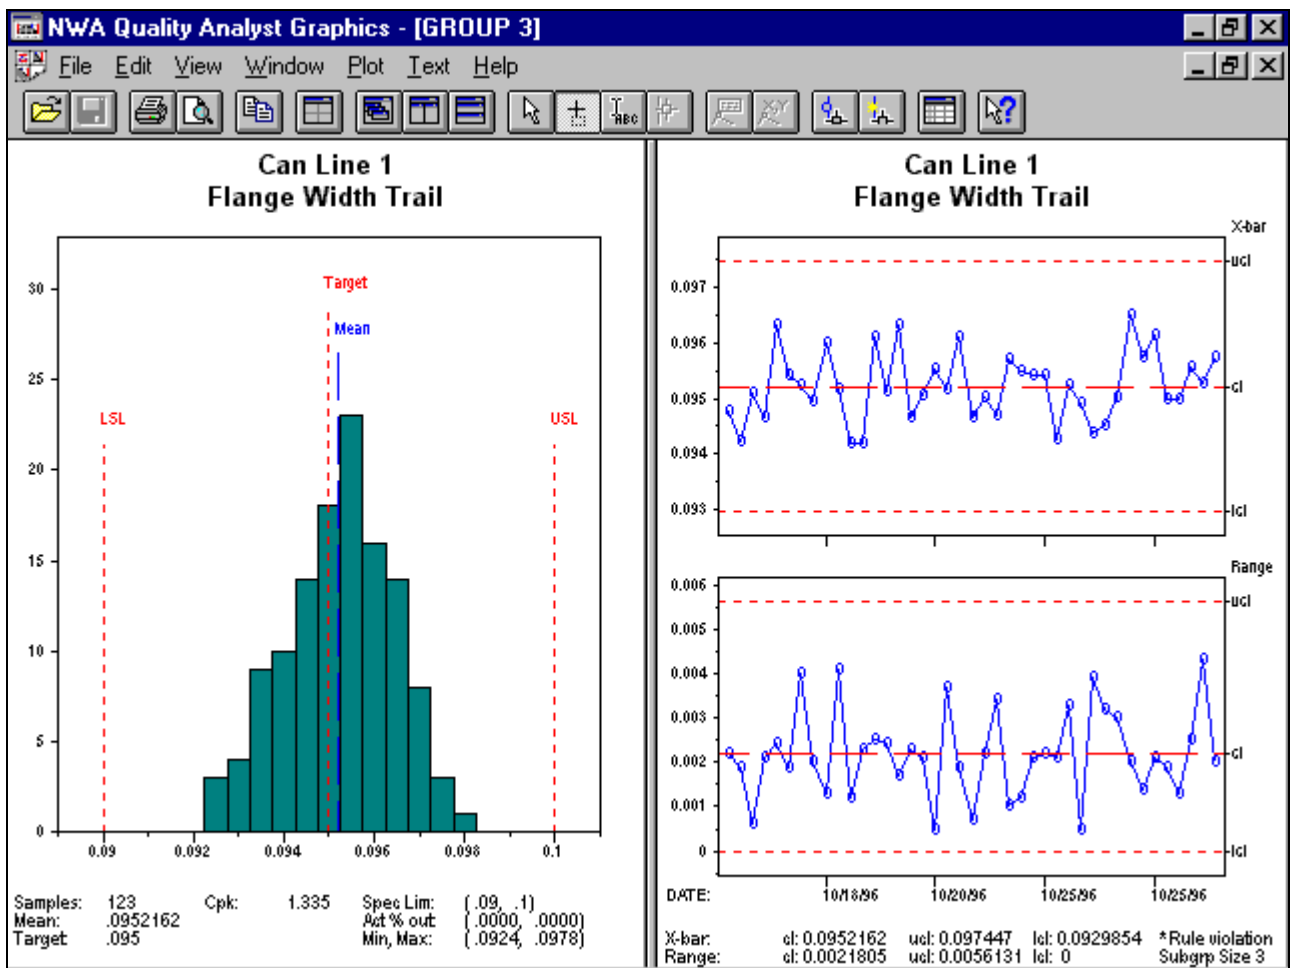 NWA Quality Analyst Graphics - [GROUP 3]
File Edit View Window Plot Text Help
ABC X-Y ?
Can Line 1
Flange Width Trail
30
25
20
15
10
5
0
Target
Mean
LSL
USL
0.09 0.092 0.094 0.096 0.098 0.1
Samples: 123 Cpk: 1.335 Spec Lim: ( .09, .1)
Mean: .0952162 Act % out: ( .0000, .0000)
Target: .095 Min, Max: ( .0924, .0978)
Can Line 1
Flange Width Trail
X-bar
ucl
0.097
0.096
cl
0.095
0.094
0.093
lcl
Range
0.006
ucl
0.005
0.004
0.003
cl
0.002
0.001
0
lcl
DATE: 10/18/96 10/20/96 10/25/96 10/25/96
X-bar: cl: 0.0952162 ucl: 0.097447 lcl: 0.0929854 *Rule violation
Range: cl: 0.0021805 ucl: 0.0056131 lcl: 0 Subgrp Size 3